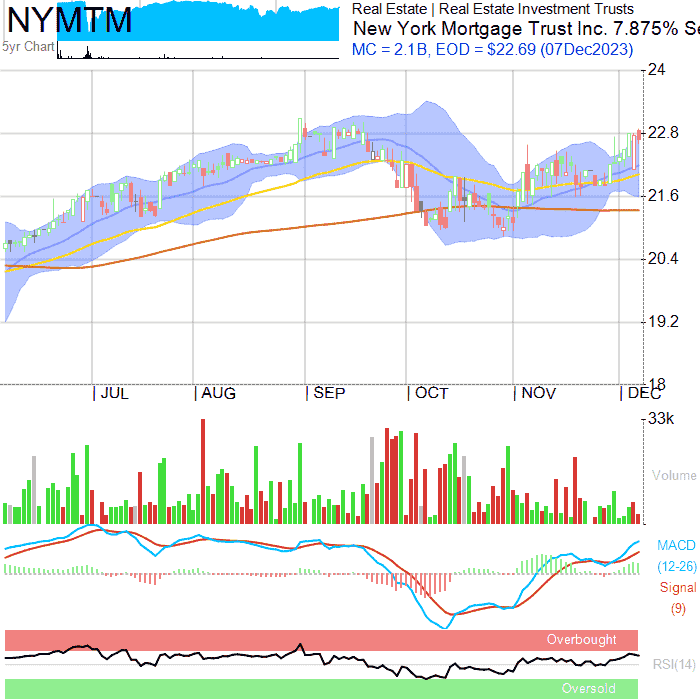 NYMTM
Real Estate | Real Estate Investment Trusts
New York Mortgage Trust Inc. 7.875% Se
5yr Chart
MC = 2.1B, EOD = $22.69 (07Dec2023)
24
22.8
21.6
20.4
19.2
18
JUL AUG SEP OCT NOV DEC
33k
Volume
MACD
(12-26)
Signal
(9)
Overbought
RSI(14)
Oversold